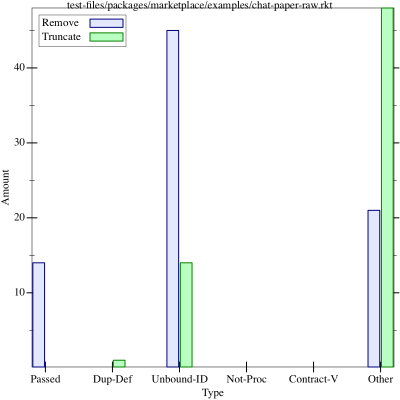 test-files/packages/marketplace/examples/chat-paper-raw.rkt
Remove
Truncate
40
30
20
10
Amount
Passed Dup-Def Unbound-ID Not-Proc Contract-V Other
Type